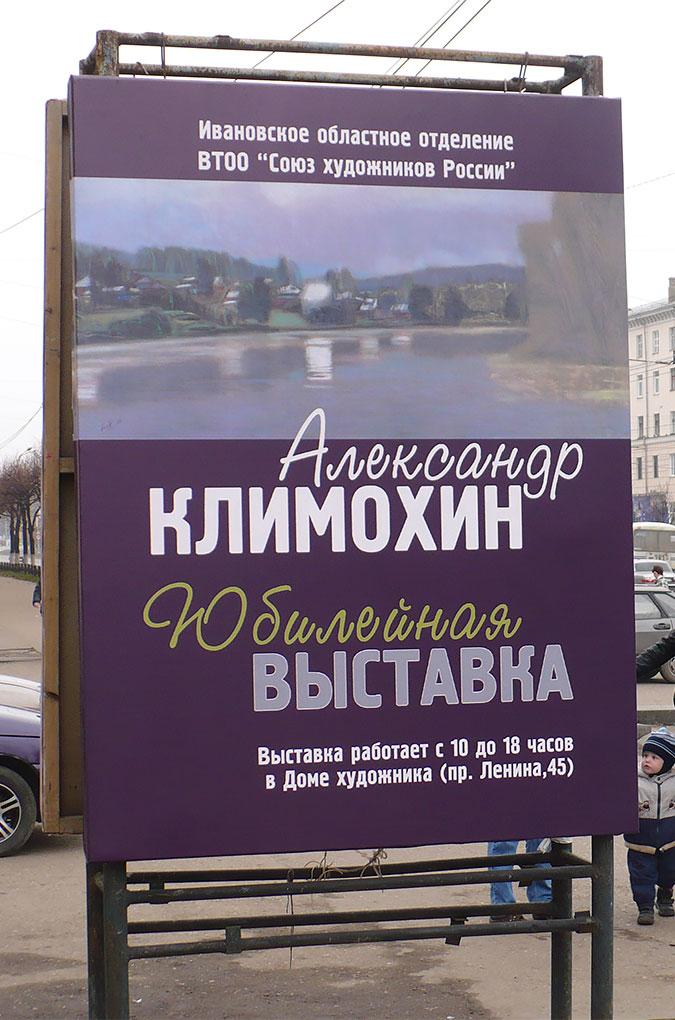 Ивановское областное отделение
ВТОО "Союз художников России"
Александр
КЛИМОХИН
Юбилейная
ВЫСТАВКА
Выставка работает с 10 до 18 часов
в Доме художника (пр. Ленина,45)